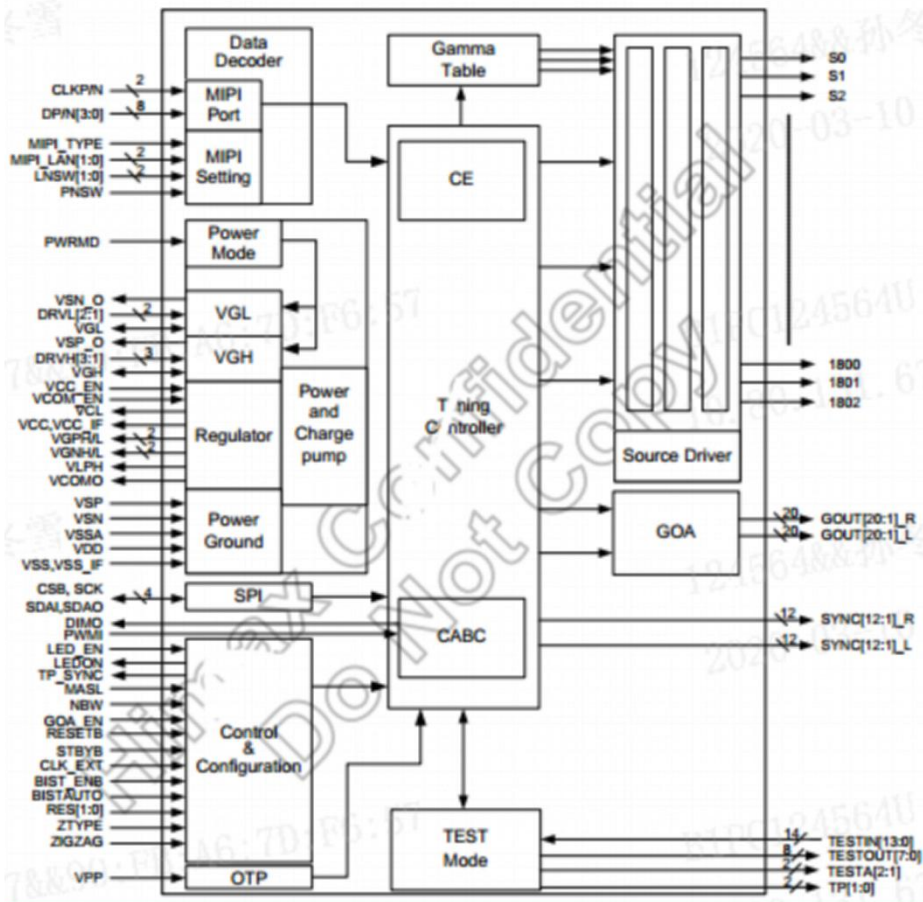 Data
Decoder
MIPI
Port
MIPI
Setting
CLKP/N
2
DP/N[3:0]
8
MIPI_TYPE
MIPI_LAN[1:0]
2
LNSW[1:0]
2
PNSW
Gamma
Table
CE
S0
S1
S2
PWRMD
Power
Mode
VSN_O
DRVL[2:1]
2
VGL
VSP_O
DRVH[3:1]
3
VGH
VCC_EN
VCOM_EN
VCL
VCC,VCC_IF
VGPH/L
2
VGNH/L
2
VLPH
VCOMO
VGL
VGH
Regulator
Power
and
Charge
pump
VSP
VSN
VSSA
VDD
VSS,VSS_IF
Power
Ground
T ning
C ntroller
1800
1801
1802
Source Driver
GOA
20
GOUT[20:1]_R
20
GOUT[20:1]_L
CSB, SCK
4
SDAI,SDAO
SPI
DIMO
PWMI
CABC
12
SYNC[12:1]_R
12
SYNC[12:1]_L
LED_EN
LEDON
TP_SYNC
MASL
NBW
GOA_EN
RESETB
STBYB
CLK_EXT
BIST_ENB
BISTAUTO
RES[1:0]
ZTYPE
ZIGZAG
Control
&
Configuration
VPP
OTP
TEST
Mode
14
TESTIN[13:0]
8
TESTOUT[7:0]
2
TESTA[2:1]
2
TP[1:0]
Himax Confidential
Do Not Copy
124564&&孙冬